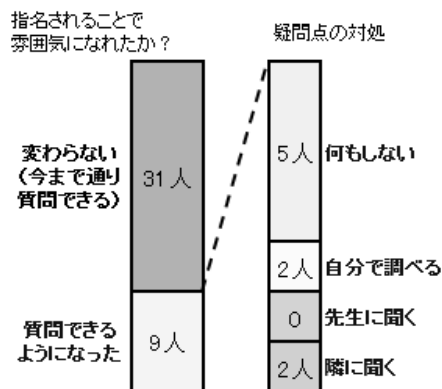 指名されることで
雰囲気になれたか?
疑問点の対処
変わらない
(今まで通り
質問できる)
31人
質問できる
ようになった
9人
5人 何もしない
2人 自分で調べる
0 先生に聞く
2人 隣に聞く